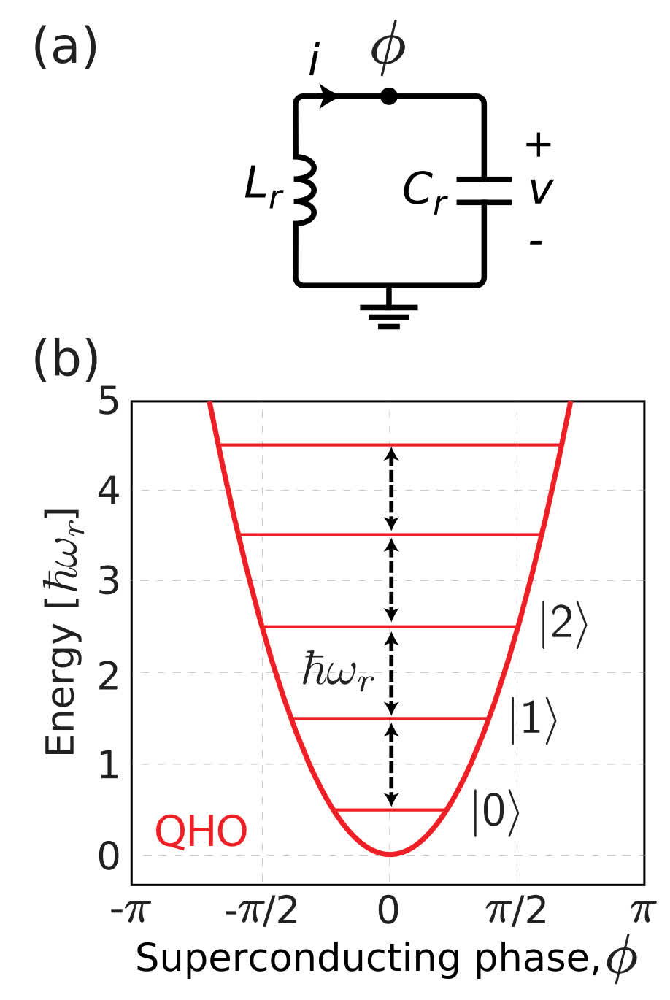 (a)
i
ϕ
L_r
C_r
+
v
-
(b)
5
4
3
2
1
0
Energy [ℏω_r]
|2⟩
ℏω_r
|1⟩
|0⟩
QHO
-π
-π/2
0
π/2
π
Superconducting phase, ϕ